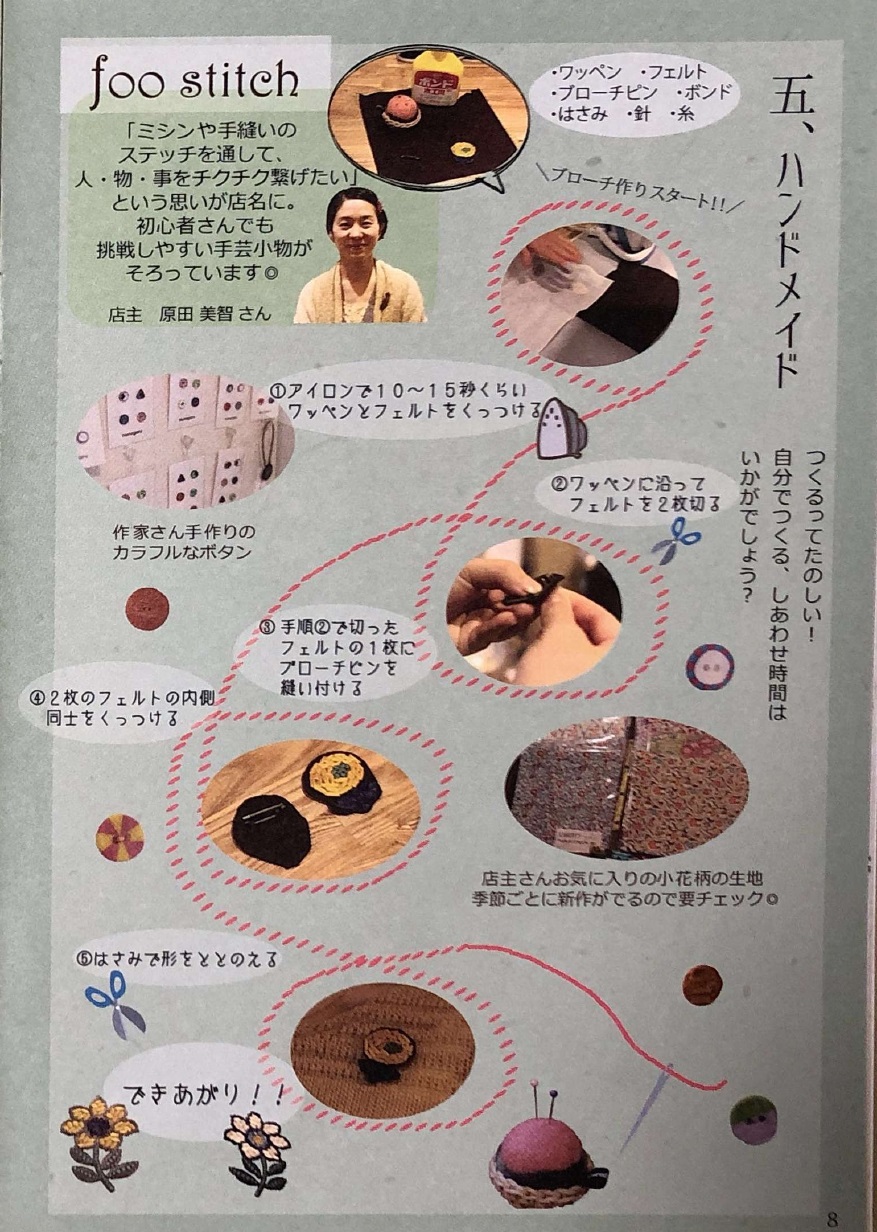 五、ハンドメイド
つくるってたのしい!
自分でつくる、しあわせ時間は
いかがでしょう?
foo stitch
「ミシンや手縫いの
ステッチを通して、
人・物・事をチクチク繋げたい」
という思いが店名に。
初心者さんでも
挑戦しやすい手芸小物が
そろっています◎
店主 原田 美智 さん
ボンド
・ワッペン ・フェルト
・ブローチピン ・ボンド
・はさみ ・針 ・糸
\ブローチ作りスタート!!/
①アイロンで10〜15秒くらい
ワッペンとフェルトをくっつける
作家さん手作りの
カラフルなボタン
②ワッペンに沿って
フェルトを2枚切る
③手順②で切った
フェルトの1枚に
ブローチピンを
縫い付ける
④2枚のフェルトの内側
同士をくっつける
店主さんお気に入りの小花柄の生地
季節ごとに新作がでるので要チェック◎
⑤はさみで形をととのえる
できあがり!!
8